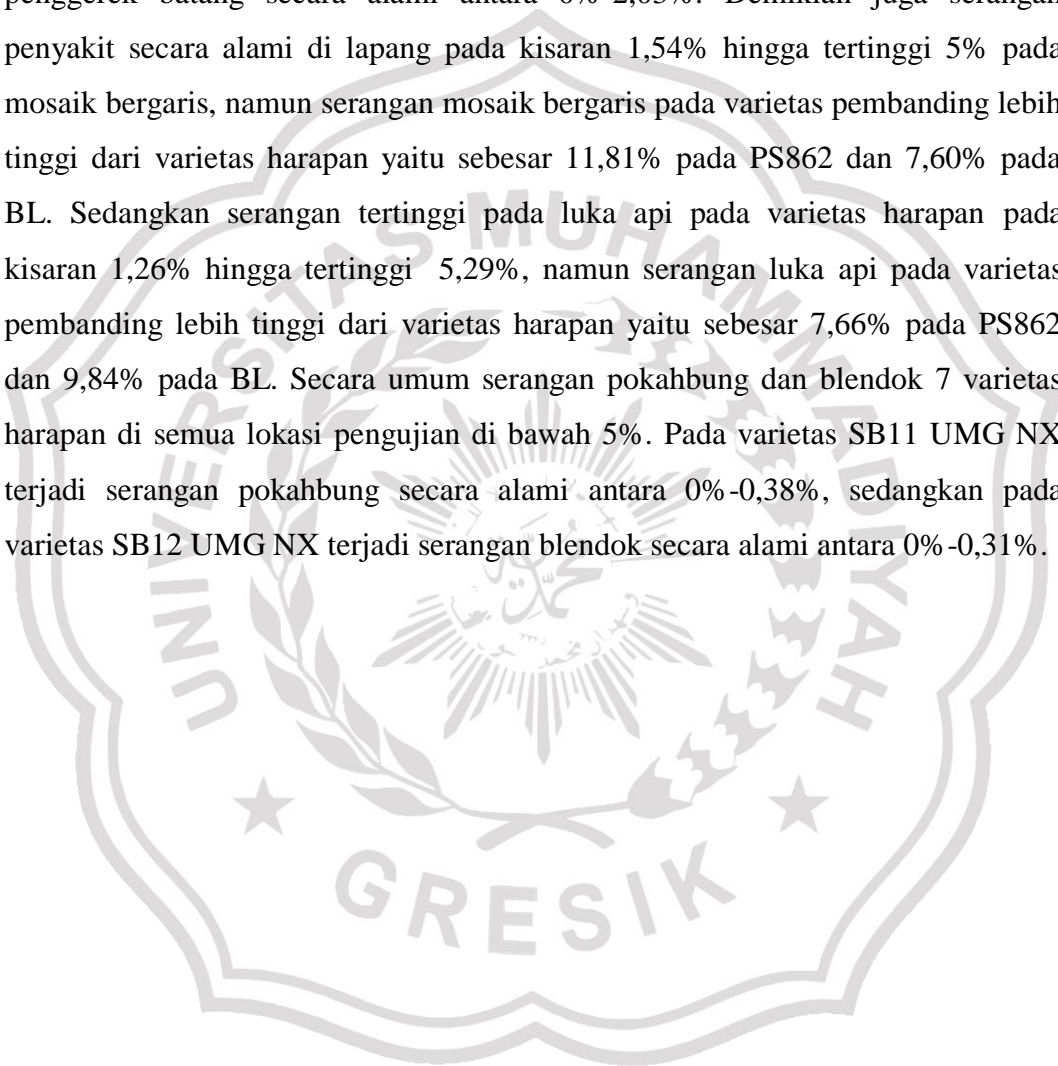 penggerek batang secara alami antara 0%-2,63%. Demikian juga serangan
penyakit secara alami di lapang pada kisaran 1,54% hingga tertinggi 5% pada
mosaik bergaris, namun serangan mosaik bergaris pada varietas pembanding lebih
tinggi dari varietas harapan yaitu sebesar 11,81% pada PS862 dan 7,60% pada
BL. Sedangkan serangan tertinggi pada luka api pada varietas harapan pada
kisaran 1,26% hingga tertinggi 5,29%, namun serangan luka api pada varietas
pembanding lebih tinggi dari varietas harapan yaitu sebesar 7,66% pada PS862
dan 9,84% pada BL. Secara umum serangan pokahbung dan blendok 7 varietas
harapan di semua lokasi pengujian di bawah 5%. Pada varietas SB11 UMG NX
terjadi serangan pokahbung secara alami antara 0%-0,38%, sedangkan pada
varietas SB12 UMG NX terjadi serangan blendok secara alami antara 0%-0,31%.
UNIVERSITAS MUHAMMADIYAH
GRESIK